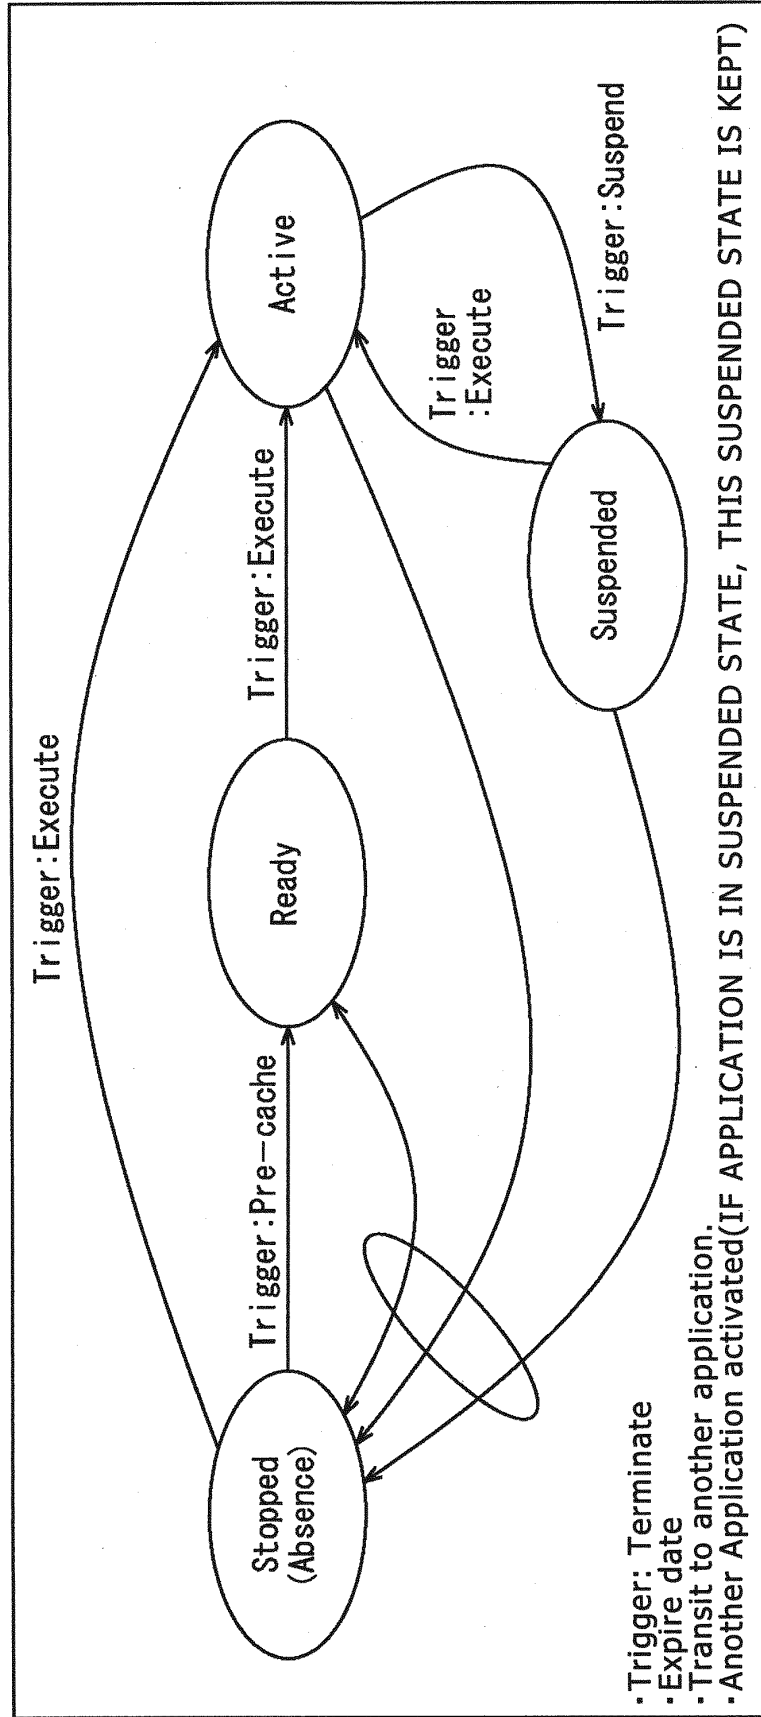 Trigger:Execute
Stopped
(Absence)
Trigger:Pre-cache
Ready
Trigger:Execute
Active
Trigger
:Execute
Suspended
Trigger:Suspend
·Trigger: Terminate
·Expire date
·Transit to another application.
·Another Application activated(IF APPLICATION IS IN SUSPENDED STATE, THIS SUSPENDED STATE IS KEPT)